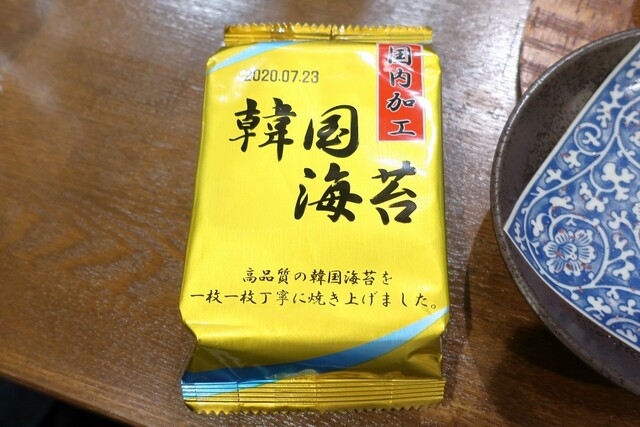 2020.07.23
国内加工
韓国
海苔
高品質の韓国海苔を
一枚一枚丁寧に焼き上げました。